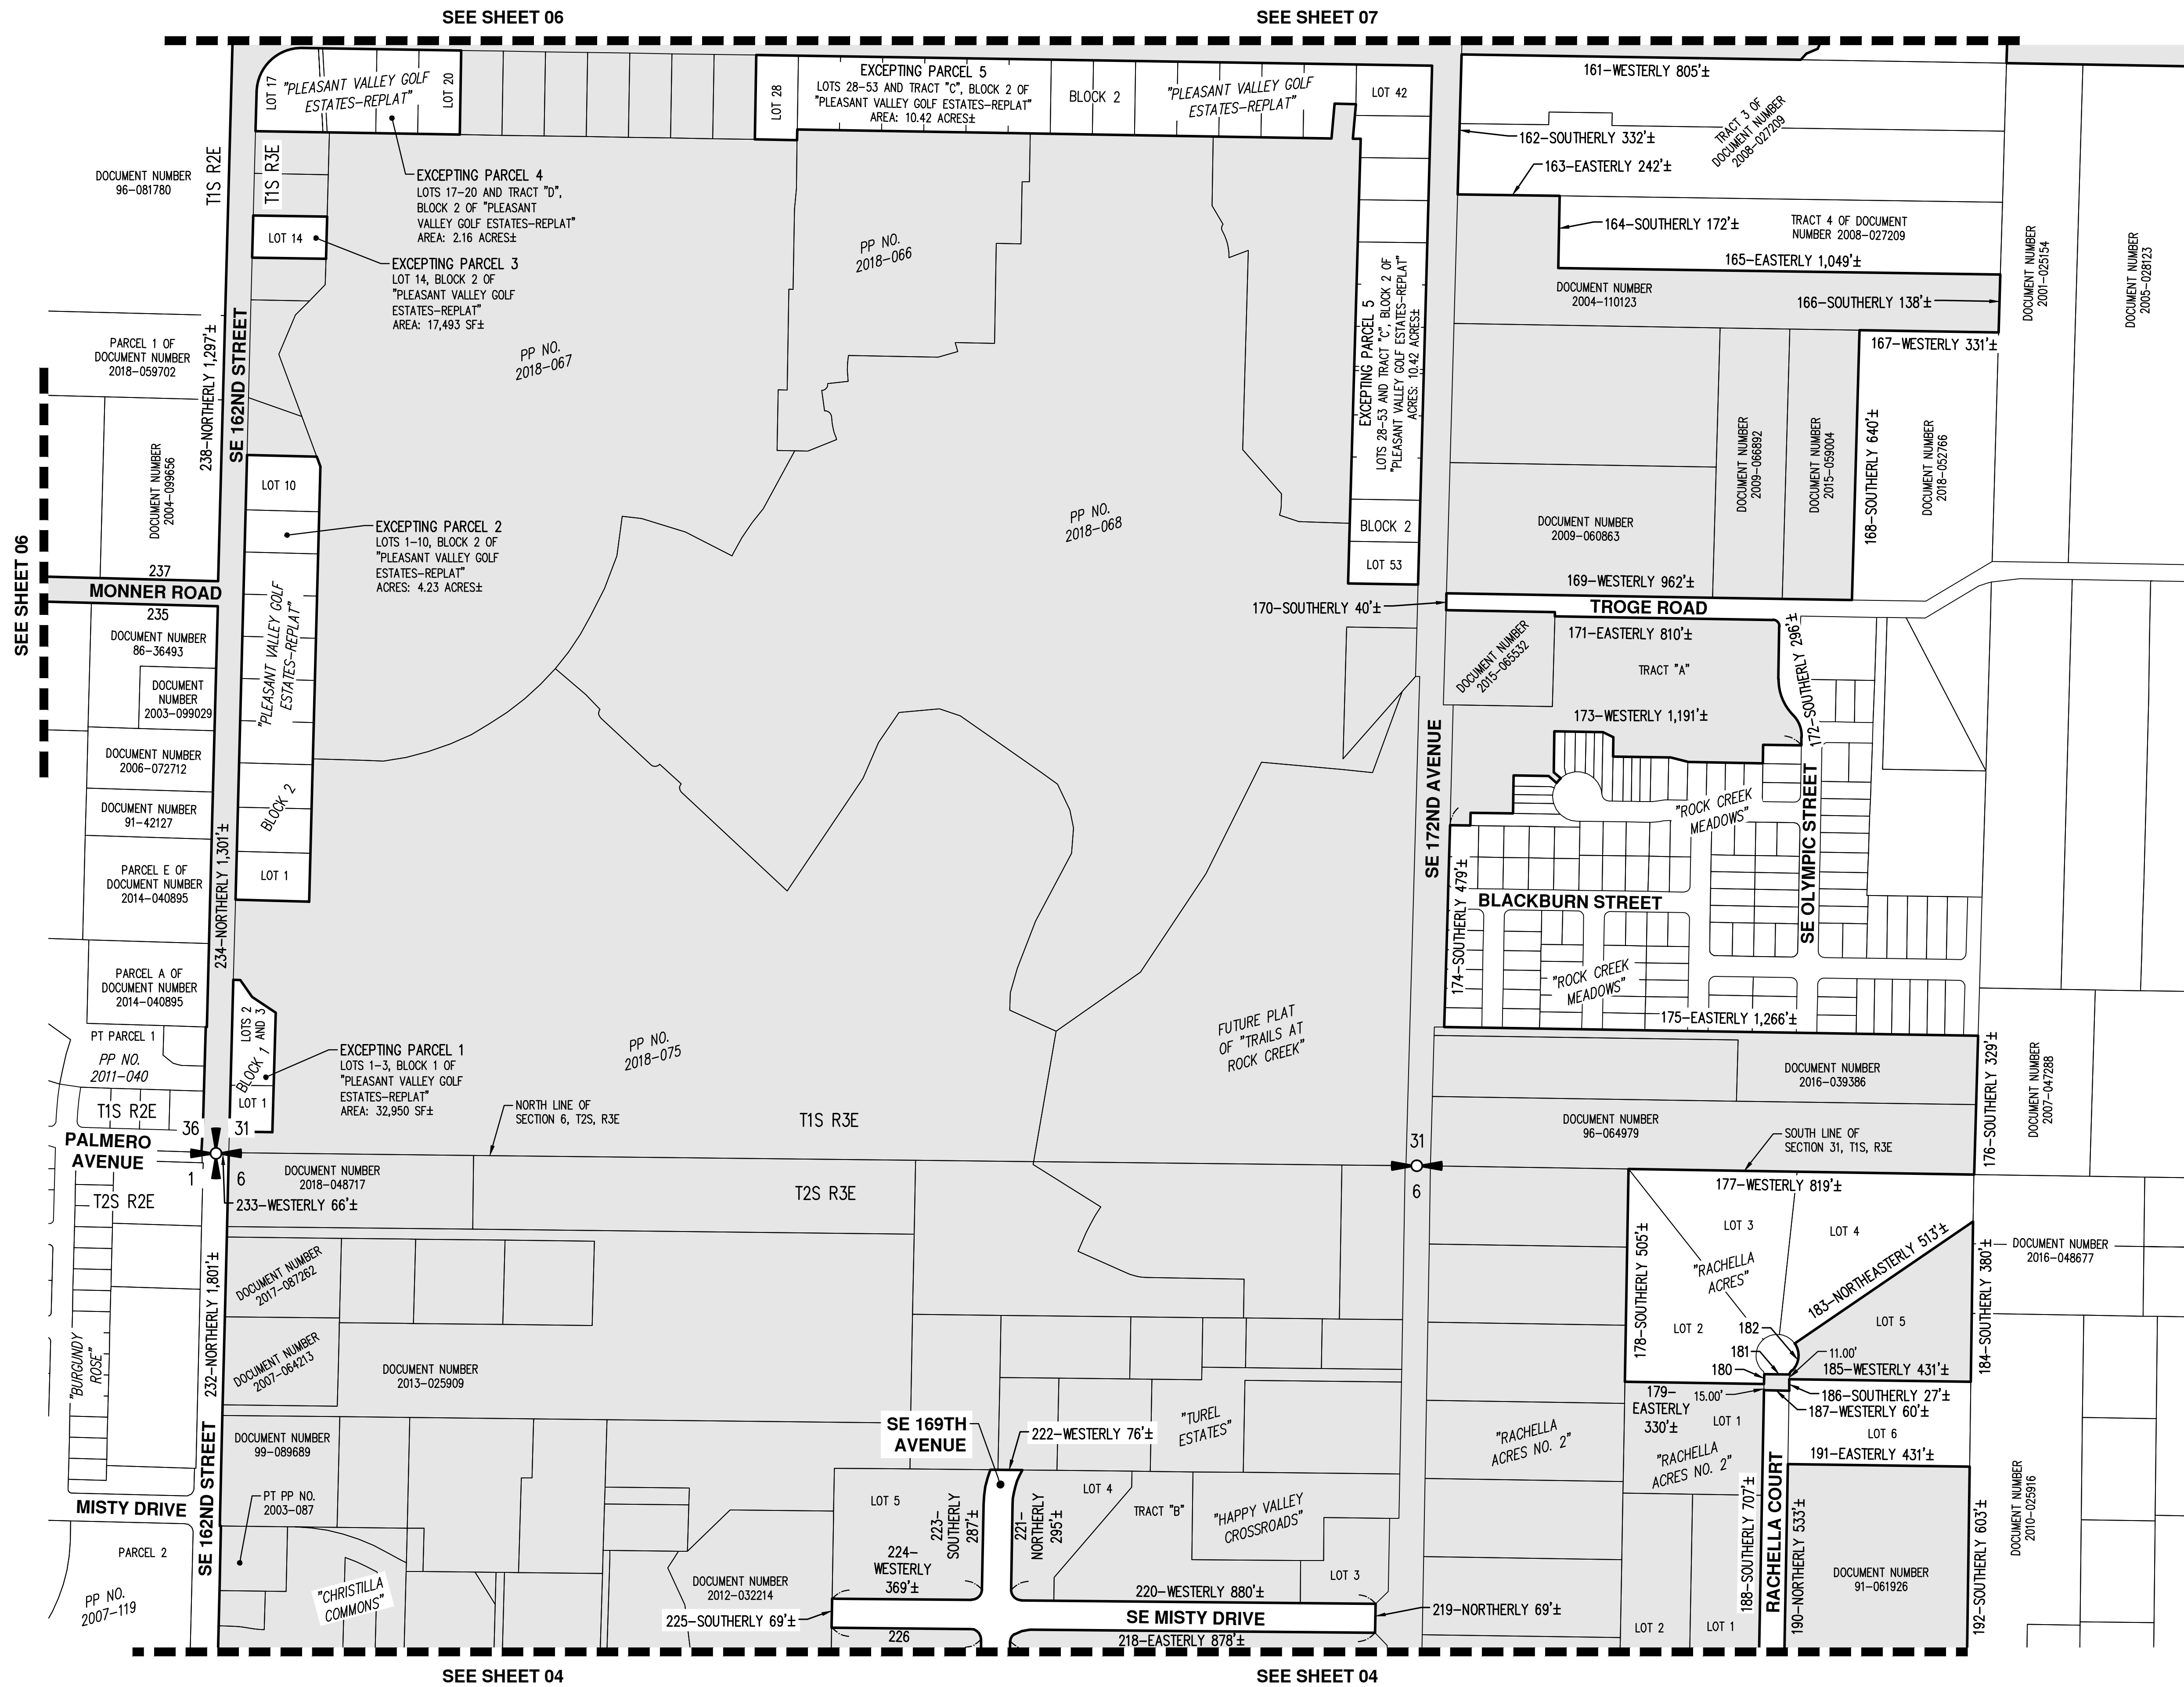 SEE SHEET 06
SEE SHEET 07
LOT 17
"PLEASANT VALLEY GOLF
ESTATES-REPLAT"
LOT 20
LOT 28
EXCEPTING PARCEL 5
LOTS 28-53 AND TRACT "C", BLOCK 2 OF
"PLEASANT VALLEY GOLF ESTATES-REPLAT"
AREA: 10.42 ACRES±
BLOCK 2
"PLEASANT VALLEY GOLF
ESTATES-REPLAT"
LOT 42
161-WESTERLY 805'±
162-SOUTHERLY 332'±
163-EASTERLY 242'±
TRACT 3 OF
DOCUMENT NUMBER
2008-027209
164-SOUTHERLY 172'±
TRACT 4 OF DOCUMENT
NUMBER 2008-027209
165-EASTERLY 1,049'±
DOCUMENT NUMBER
2004-110123
166-SOUTHERLY 138'±
167-WESTERLY 331'±
DOCUMENT NUMBER
2001-025154
DOCUMENT NUMBER
2005-028123
DOCUMENT NUMBER
96-081780
T1S R2E
T1S R3E
EXCEPTING PARCEL 4
LOTS 17-20 AND TRACT "D",
BLOCK 2 OF "PLEASANT
VALLEY GOLF ESTATES-REPLAT"
AREA: 2.16 ACRES±
LOT 14
EXCEPTING PARCEL 3
LOT 14, BLOCK 2 OF
"PLEASANT VALLEY GOLF
ESTATES-REPLAT"
AREA: 17,493 SF±
PP NO.
2018-066
PP NO.
2018-067
EXCEPTING PARCEL 5
LOTS 28-53 AND TRACT "C", BLOCK 2 OF
"PLEASANT VALLEY GOLF ESTATES-REPLAT"
ACRES: 10.42 ACRES±
PARCEL 1 OF
DOCUMENT NUMBER
2018-059702
238-NORTHERLY 1,297'±
SE 162ND STREET
DOCUMENT NUMBER
2004-099656
LOT 10
EXCEPTING PARCEL 2
LOTS 1-10, BLOCK 2 OF
"PLEASANT VALLEY GOLF
ESTATES-REPLAT"
ACRES: 4.23 ACRES±
PP NO.
2018-068
BLOCK 2
LOT 53
DOCUMENT NUMBER
2009-060863
DOCUMENT NUMBER
2009-066892
DOCUMENT NUMBER
2015-059004
168-SOUTHERLY 640'±
DOCUMENT NUMBER
2018-052766
169-WESTERLY 962'±
170-SOUTHERLY 40'±
TROGE ROAD
SEE SHEET 06
237
MONNER ROAD
235
DOCUMENT NUMBER
86-36493
DOCUMENT
NUMBER
2003-099029
DOCUMENT NUMBER
2006-072712
DOCUMENT NUMBER
91-42127
PARCEL E OF
DOCUMENT NUMBER
2014-040895
PARCEL A OF
DOCUMENT NUMBER
2014-040895
234-NORTHERLY 1,301'±
"PLEASANT VALLEY GOLF
ESTATES-REPLAT"
BLOCK 2
LOT 1
DOCUMENT NUMBER
2015-065532
171-EASTERLY 810'±
TRACT "A"
172-SOUTHERLY 296'±
173-WESTERLY 1,191'±
SE 172ND AVENUE
"ROCK CREEK
MEADOWS"
SE OLYMPIC STREET
174-SOUTHERLY 479'±
BLACKBURN STREET
"ROCK CREEK
MEADOWS"
175-EASTERLY 1,266'±
LOTS 2
AND 3
BLOCK 1
LOT 1
EXCEPTING PARCEL 1
LOTS 1-3, BLOCK 1 OF
"PLEASANT VALLEY GOLF
ESTATES-REPLAT"
AREA: 32,950 SF±
NORTH LINE OF
SECTION 6, T2S, R3E
PP NO.
2018-075
FUTURE PLAT
OF "TRAILS AT
ROCK CREEK"
T1S R3E
PT PARCEL 1
PP NO.
2011-040
T1S R2E
36
31
PALMERO
AVENUE
1
6
T2S R2E
DOCUMENT NUMBER
2018-048717
233-WESTERLY 66'±
T2S R3E
31
6
DOCUMENT NUMBER
2016-039386
DOCUMENT NUMBER
96-064979
SOUTH LINE OF
SECTION 31, T1S, R3E
176-SOUTHERLY 329'±
DOCUMENT NUMBER
2007-047288
177-WESTERLY 819'±
178-SOUTHERLY 505'±
LOT 3
LOT 4
"RACHELLA
ACRES"
LOT 2
183-NORTHEASTERLY 513'±
LOT 5
184-SOUTHERLY 380'±
DOCUMENT NUMBER
2016-048677
182
181
180
11.00'
185-WESTERLY 431'±
179-
EASTERLY
330'±
15.00'
186-SOUTHERLY 27'±
187-WESTERLY 60'±
LOT 1
LOT 6
191-EASTERLY 431'±
"RACHELLA
ACRES NO. 2"
"RACHELLA
ACRES NO. 2"
188-SOUTHERLY 707'±
RACHELLA COURT
190-NORTHERLY 533'±
DOCUMENT NUMBER
91-061926
192-SOUTHERLY 603'±
DOCUMENT NUMBER
2010-025916
LOT 2
LOT 1
DOCUMENT NUMBER
2017-087262
DOCUMENT NUMBER
2007-064213
DOCUMENT NUMBER
2013-025909
232-NORTHERLY 1,801'±
"BURGUNDY
ROSE"
DOCUMENT NUMBER
99-089689
PT PP NO.
2003-087
SE 162ND STREET
MISTY DRIVE
PARCEL 2
PP NO.
2007-119
"CHRISTILLA
COMMONS"
DOCUMENT NUMBER
2012-032214
SE 169TH
AVENUE
222-WESTERLY 76'±
"TUREL
ESTATES"
LOT 5
223-
SOUTHERLY
287'±
221-
NORTHERLY
295'±
LOT 4
TRACT "B"
"HAPPY VALLEY
CROSSROADS"
LOT 3
224-
WESTERLY
369'±
220-WESTERLY 880'±
225-SOUTHERLY 69'±
SE MISTY DRIVE
219-NORTHERLY 69'±
226
218-EASTERLY 878'±
SEE SHEET 04
SEE SHEET 04